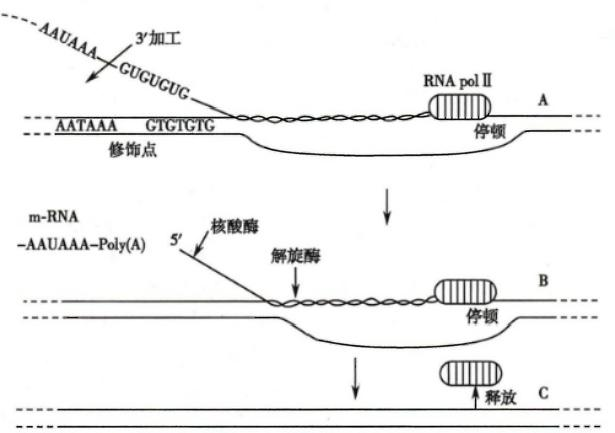 AAUAAA
3′加工
GUGUGUG
RNA pol Ⅱ
A
AATAAA GTGTGTG
停顿
修饰点
m-RNA
-AAUAAA-Poly(A)
5′
核酸酶
解旋酶
B
停顿
释放
C